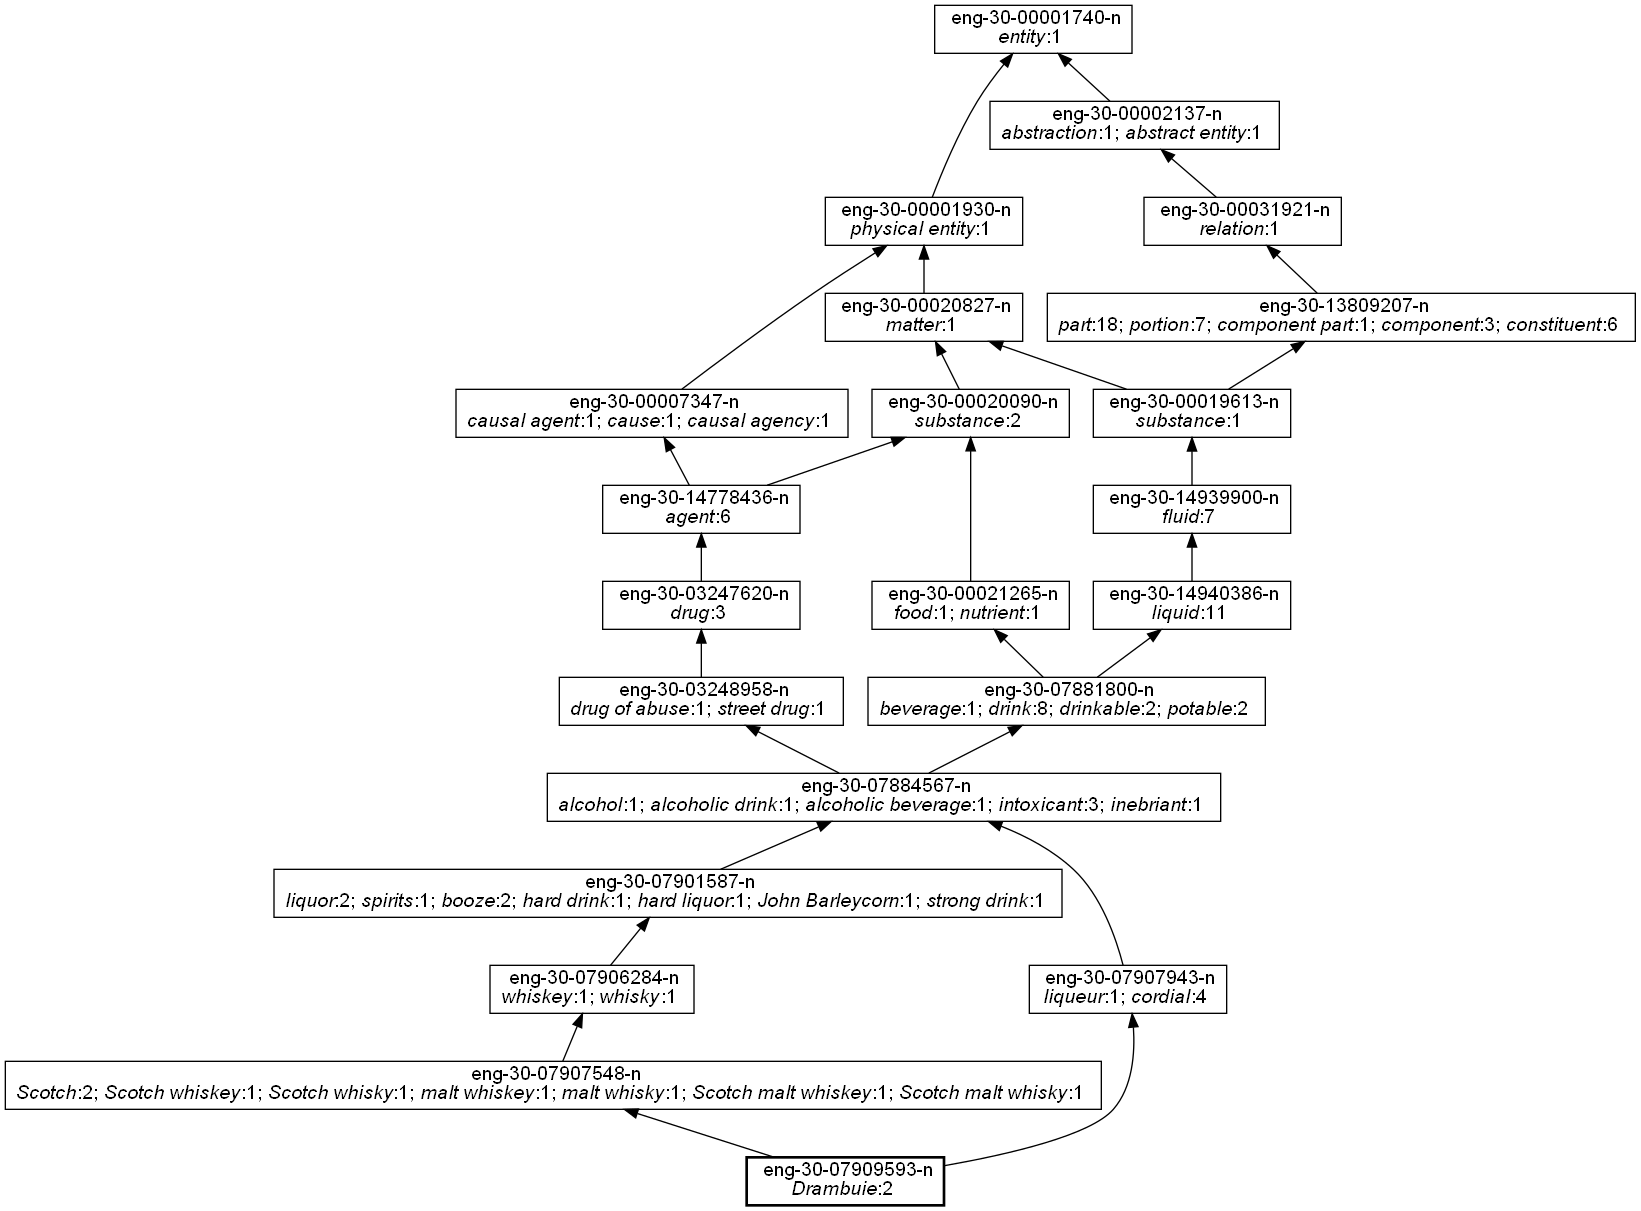 eng-30-00001740-n
entity:1
eng-30-00002137-n
abstraction:1; abstract entity:1
eng-30-00001930-n
physical entity:1
eng-30-00031921-n
relation:1
eng-30-00020827-n
matter:1
eng-30-13809207-n
part:18; portion:7; component part:1; component:3; constituent:6
eng-30-00007347-n
causal agent:1; cause:1; causal agency:1
eng-30-00020090-n
substance:2
eng-30-00019613-n
substance:1
eng-30-14778436-n
agent:6
eng-30-14939900-n
fluid:7
eng-30-03247620-n
drug:3
eng-30-00021265-n
food:1; nutrient:1
eng-30-14940386-n
liquid:11
eng-30-03248958-n
drug of abuse:1; street drug:1
eng-30-07881800-n
beverage:1; drink:8; drinkable:2; potable:2
eng-30-07884567-n
alcohol:1; alcoholic drink:1; alcoholic beverage:1; intoxicant:3; inebriant:1
eng-30-07901587-n
liquor:2; spirits:1; booze:2; hard drink:1; hard liquor:1; John Barleycorn:1; strong drink:1
eng-30-07906284-n
whiskey:1; whisky:1
eng-30-07907943-n
liqueur:1; cordial:4
eng-30-07907548-n
Scotch:2; Scotch whiskey:1; Scotch whisky:1; malt whiskey:1; malt whisky:1; Scotch malt whiskey:1; Scotch malt whisky:1
eng-30-07909593-n
Drambuie:2